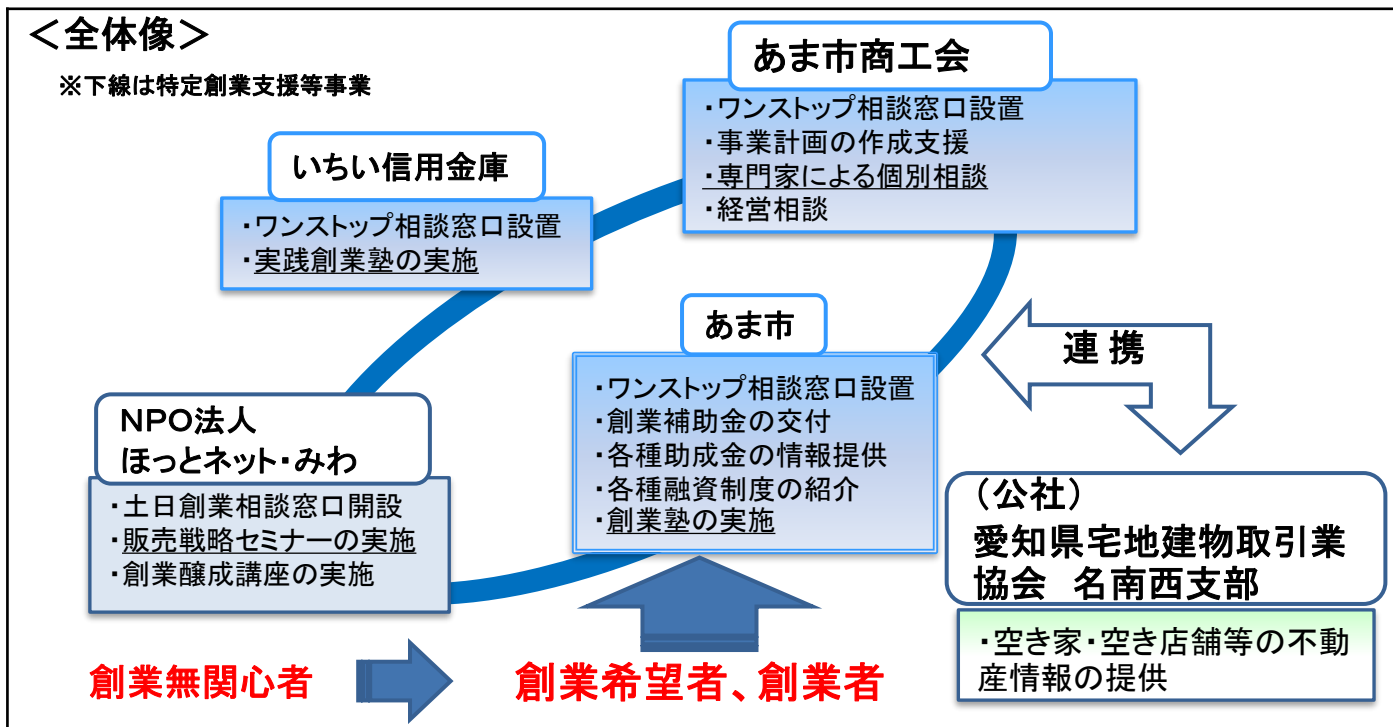 ＜全体像＞
※下線は特定創業支援等事業
あま市商工会
・ワンストップ相談窓口設置
・事業計画の作成支援
・専門家による個別相談
・経営相談
いちい信用金庫
・ワンストップ相談窓口設置
・実践創業塾の実施
あま市
・ワンストップ相談窓口設置
・創業補助金の交付
・各種助成金の情報提供
・各種融資制度の紹介
・創業塾の実施
連 携
NPO法人
ほっとネット・みわ
・土日創業相談窓口開設
・販売戦略セミナーの実施
・創業醸成講座の実施
（公社）
愛知県宅地建物取引業
協会　名南西支部
・空き家・空き店舗等の不動
産情報の提供
創業無関心者
創業希望者、創業者